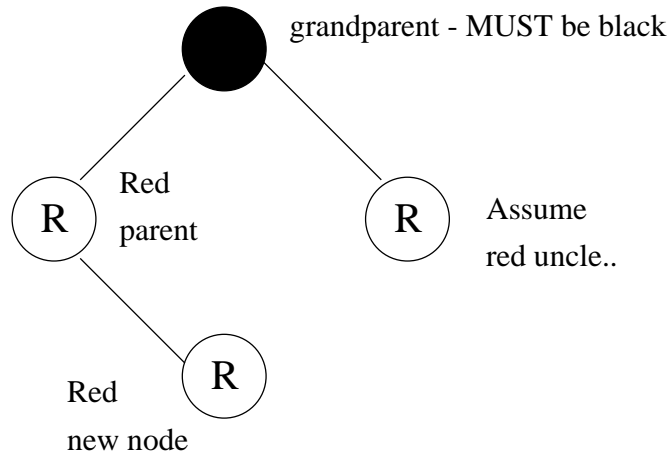 grandparent - MUST be black
Red
parent
R
R
Assume
red uncle..
R
Red
new node